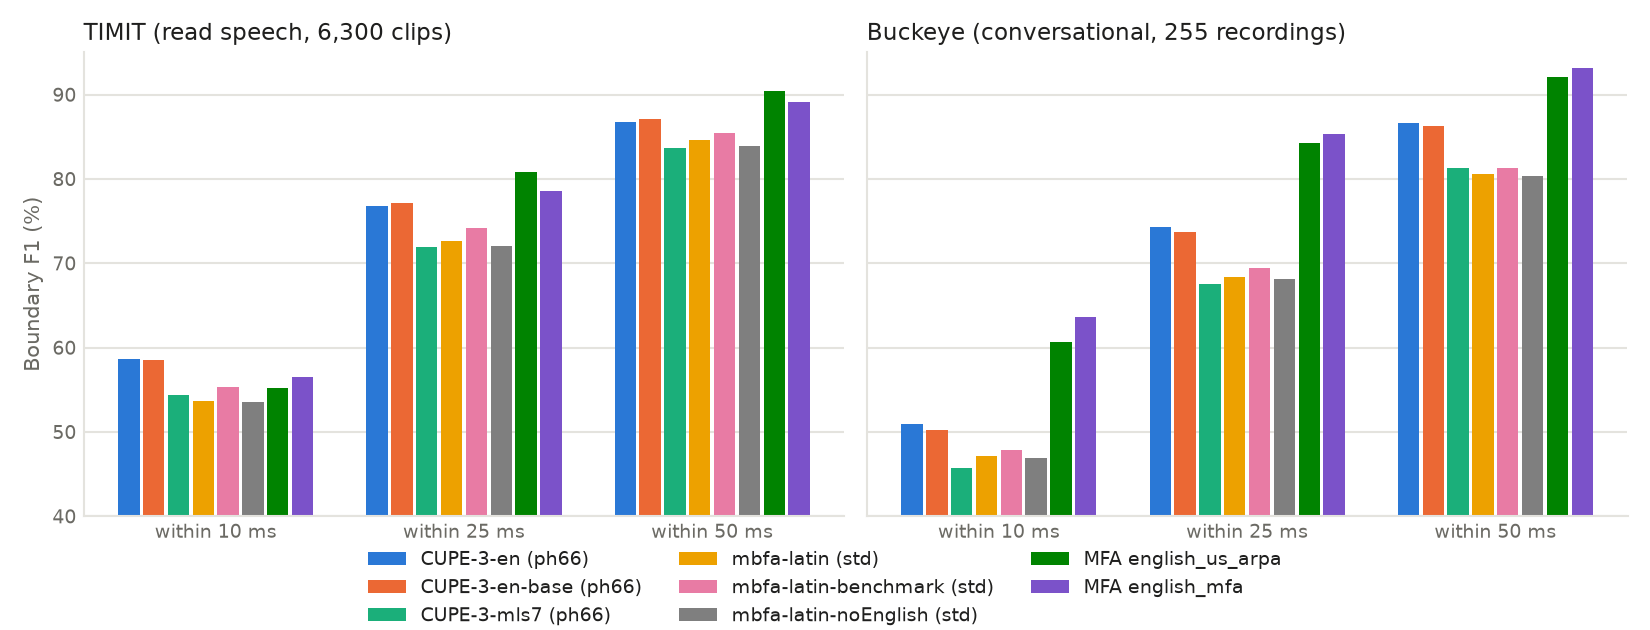 TIMIT (read speech, 6,300 clips)
Buckeye (conversational, 255 recordings)
Boundary F1 (%)
90
80
70
60
50
40
within 10 ms
within 25 ms
within 50 ms
within 10 ms
within 25 ms
within 50 ms
CUPE-3-en (ph66)
CUPE-3-en-base (ph66)
CUPE-3-mls7 (ph66)
mbfa-latin (std)
mbfa-latin-benchmark (std)
mbfa-latin-noEnglish (std)
MFA english_us_arpa
MFA english_mfa